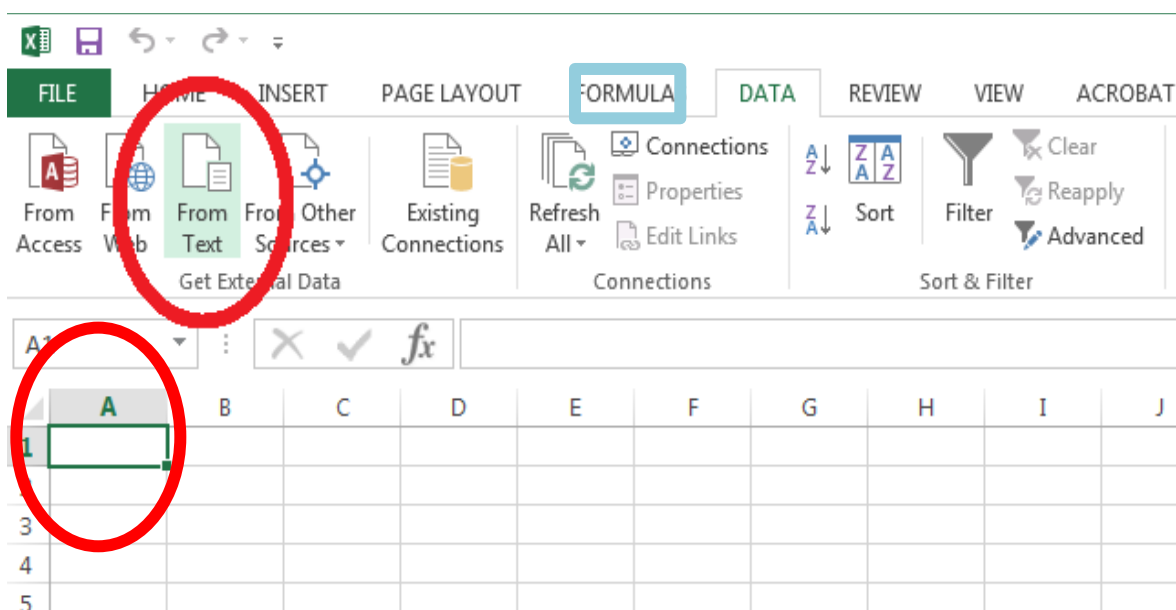 FILE HOME INSERT PAGE LAYOUT FORMULA DATA REVIEW VIEW ACROBAT
From Access
From Web
From Text
From Other Sources
Existing Connections
Refresh All
Connections
Properties
Edit Links
Sort
Filter
Clear
Reapply
Advanced
Get External Data Connections Sort & Filter
A1 fx
A B C D E F G H I J
1
2
3
4
5